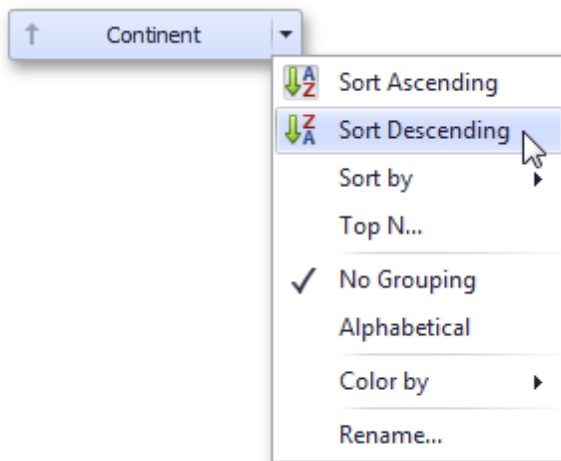 Continent
Sort Ascending
Sort Descending
Sort by
Top N...
No Grouping
Alphabetical
Color by
Rename...